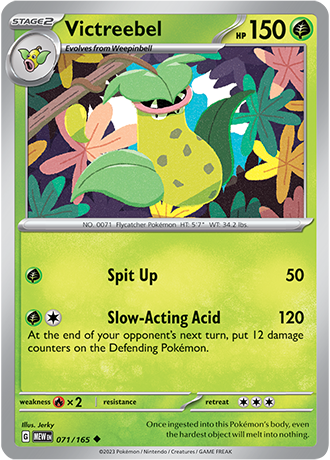 STAGE2 Victreebel HP 150
Evolves from Weepinbell
NO. 0071 Flycatcher Pokémon HT: 5'7" WT: 34.2 lbs.
Spit Up 50
Slow-Acting Acid 120
At the end of your opponent's next turn, put 12 damage
counters on the Defending Pokémon.
weakness ×2 resistance retreat
Illus. Jerky
G MEW EN 071/165
Once ingested into this Pokémon's body, even
the hardest object will melt into nothing.
©2023 Pokémon / Nintendo / Creatures / GAME FREAK